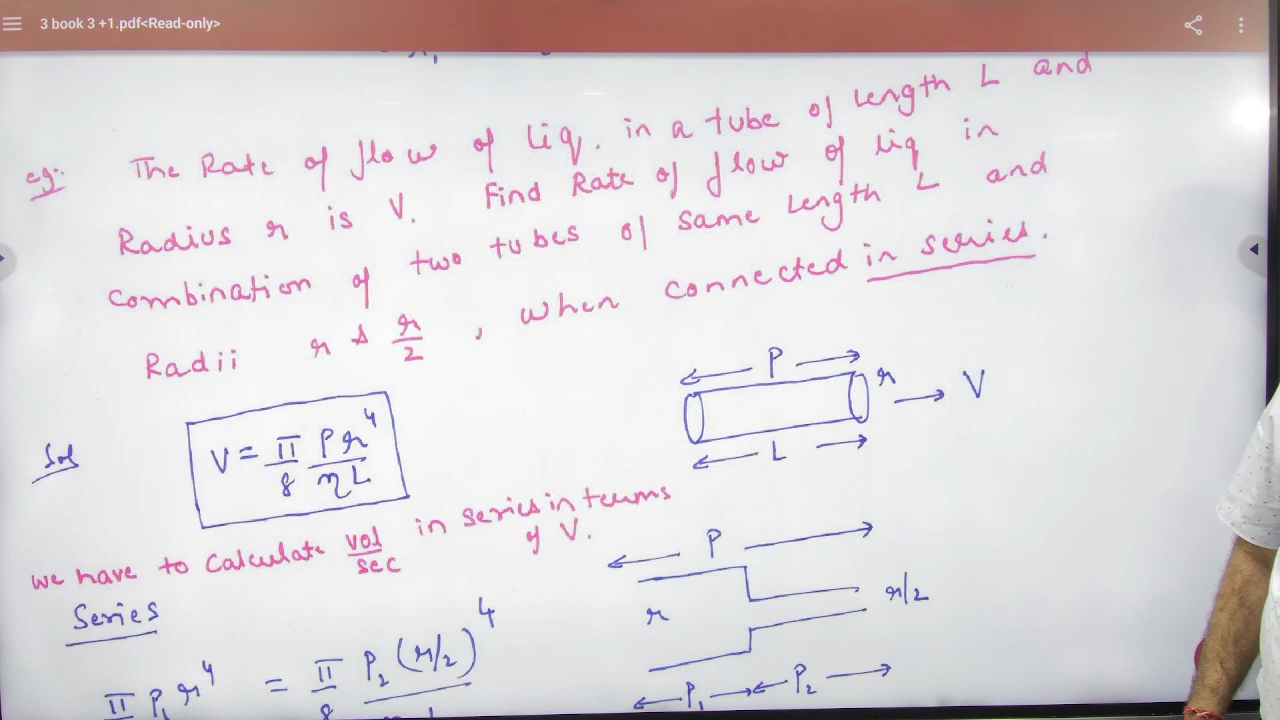 3 book 3 +1.pdf<Read-only>
eg:- The Rate of flow of Liq. in a tube of length L and
Radius r is V. Find Rate of flow of liq in
Combination of two tubes of same length L and
Radii r & r/2 , when connected in series.
P
r → V
L
Sol V = π/8 Pr⁴/ηL
we have to calculate vol/sec in series in terms
of V.
P
Series
r r/2
π P₁ r⁴ = π/8 P₂ (r/2)⁴
P₁ P₂